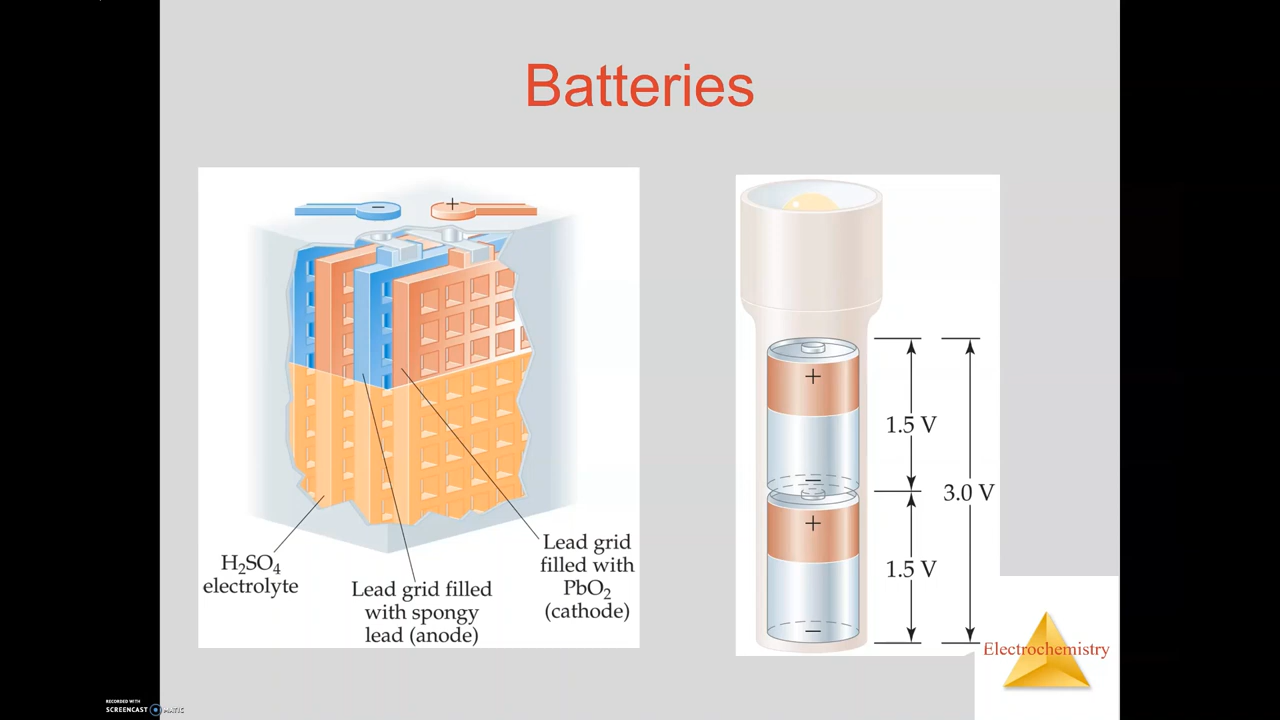 Batteries
−
+
H₂SO₄
electrolyte
Lead grid filled
with spongy
lead (anode)
Lead grid
filled with
PbO₂
(cathode)
+
1.5 V
−
3.0 V
+
1.5 V
−
Electrochemistry
RECORDED WITH
SCREENCAST MATIC